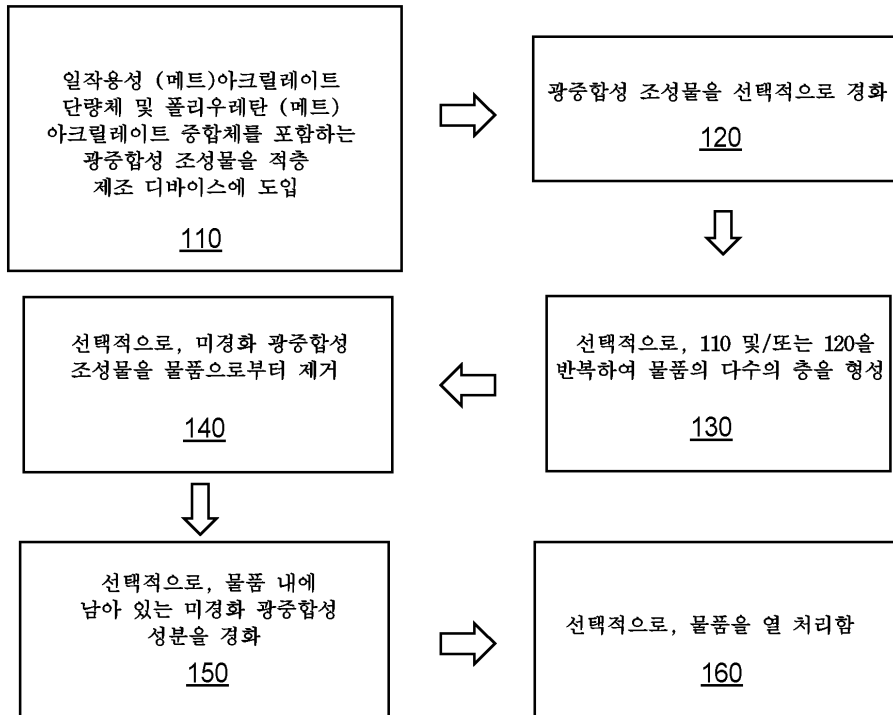 일작용성 (메트)아크릴레이트
단량체 및 폴리우레탄 (메트)
아크릴레이트 중합체를 포함하는
광중합성 조성물을 적층
제조 디바이스에 도입
110
광중합성 조성물을 선택적으로 경화
120
선택적으로, 110 및/또는 120을
반복하여 물품의 다수의 층을 형성
130
선택적으로, 미경화 광중합성
조성물을 물품으로부터 제거
140
선택적으로, 물품 내에
남아 있는 미경화 광중합성
성분을 경화
150
선택적으로, 물품을 열 처리함
160